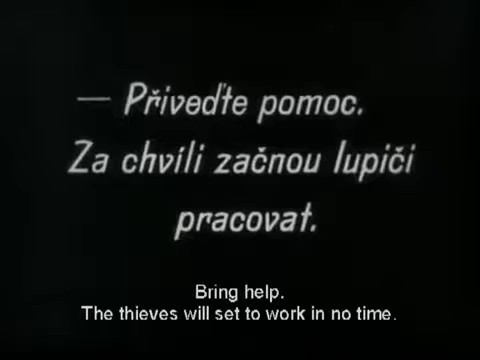 — Přiveďte pomoc.
Za chvíli začnou lupiči
pracovat.
Bring help.
The thieves will set to work in no time.